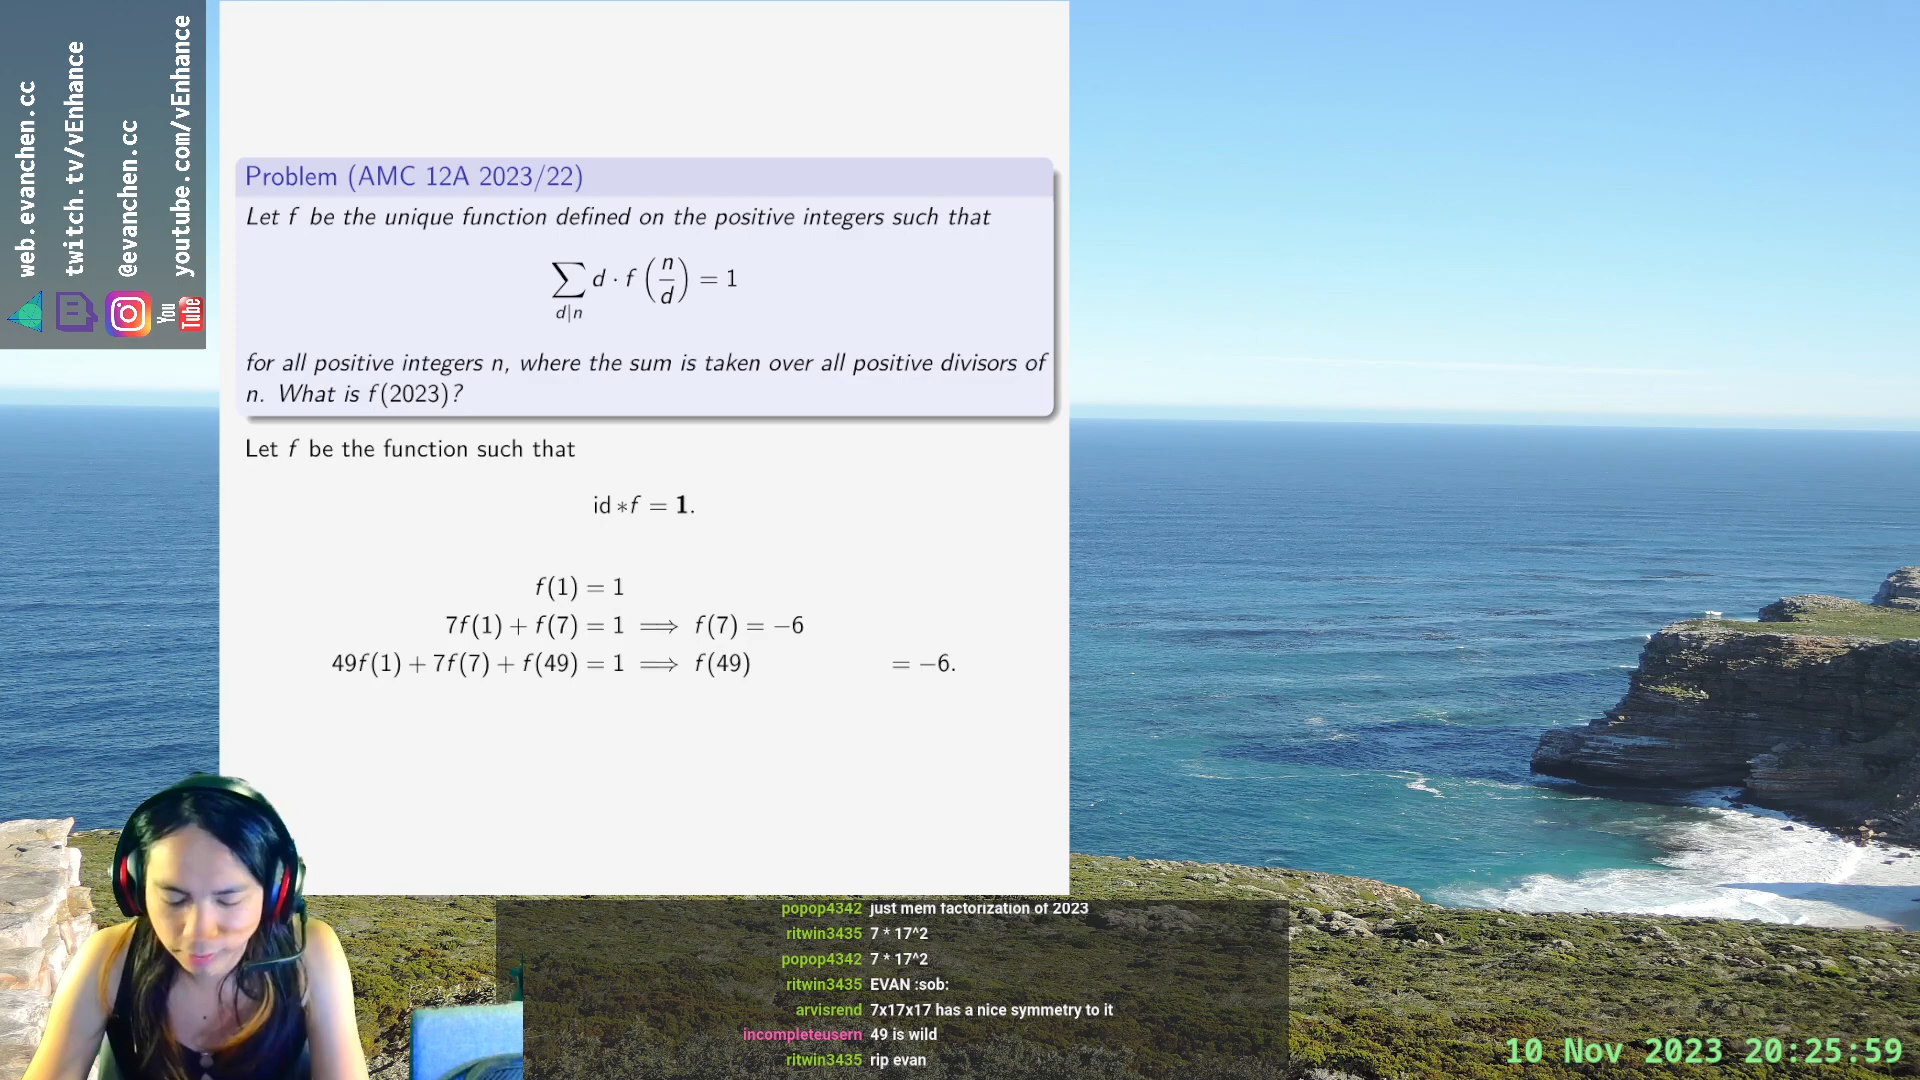 web.evanchen.cc
twitch.tv/vEnhance
@evanchen.cc
youtube.com/vEnhance
You
Tube
Problem (AMC 12A 2023/22)
Let f be the unique function defined on the positive integers such that
∑_{d|n} d · f (n/d) = 1
for all positive integers n, where the sum is taken over all positive divisors of
n. What is f(2023)?
Let f be the function such that
id ∗f = 1.
f(1) = 1
7f(1) + f(7) = 1 ⟹ f(7) = −6
49f(1) + 7f(7) + f(49) = 1 ⟹ f(49) = −6.
popop4342 just mem factorization of 2023
ritwin3435 7 * 17^2
popop4342 7 * 17^2
ritwin3435 EVAN :sob:
arvisrend 7x17x17 has a nice symmetry to it
incompleteusern 49 is wild
ritwin3435 rip evan
10 Nov 2023 20:25:59